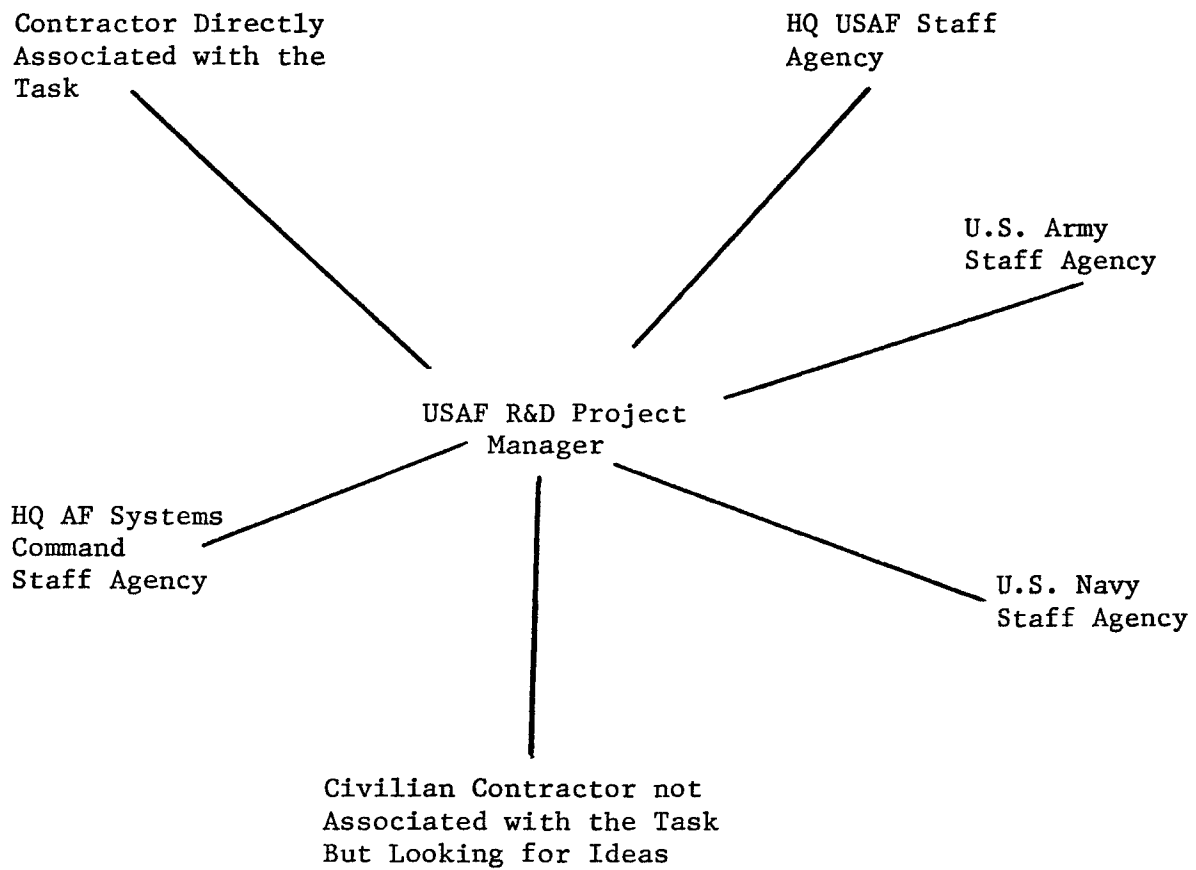 Contractor Directly
Associated with the
Task
HQ USAF Staff
Agency
U.S. Army
Staff Agency
USAF R&D Project
Manager
HQ AF Systems
Command
Staff Agency
U.S. Navy
Staff Agency
Civilian Contractor not
Associated with the Task
But Looking for Ideas